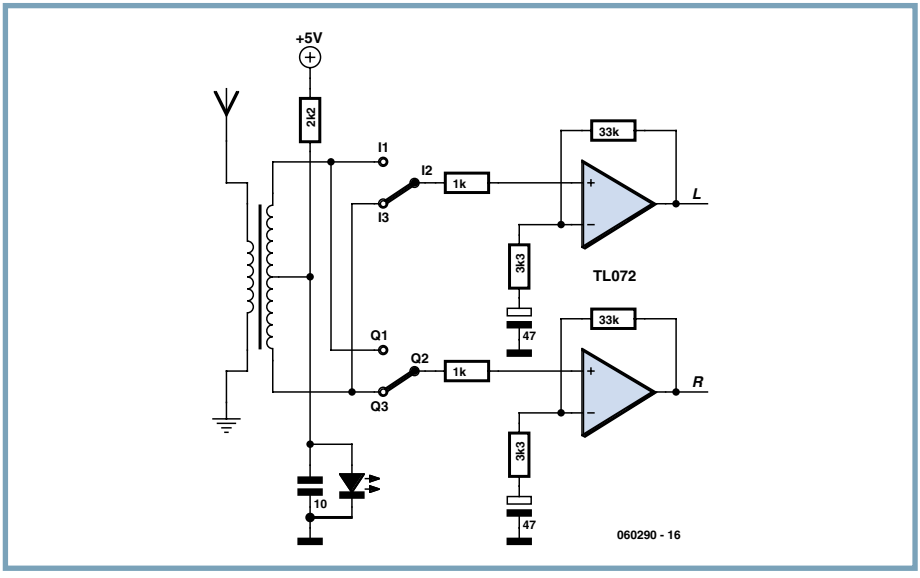 +5V
2k2
I1
I2
I3
1k
33k
+
−
L
3k3
47
TL072
Q1
Q2
Q3
1k
33k
+
−
R
3k3
47
10
060290 - 16